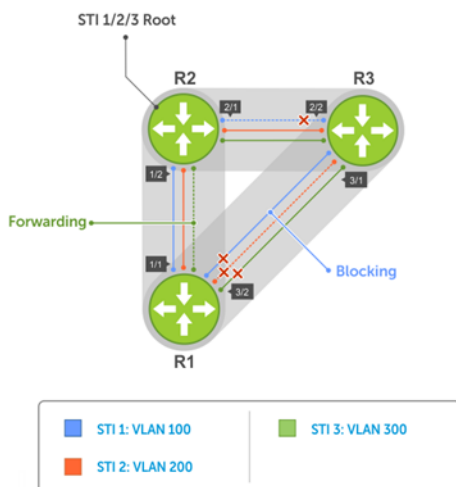 STI 1/2/3 Root
R2
R3
2/1
2/2
1/2
3/1
Forwarding
1/1
Blocking
3/2
R1
STI 1: VLAN 100
STI 3: VLAN 300
STI 2: VLAN 200